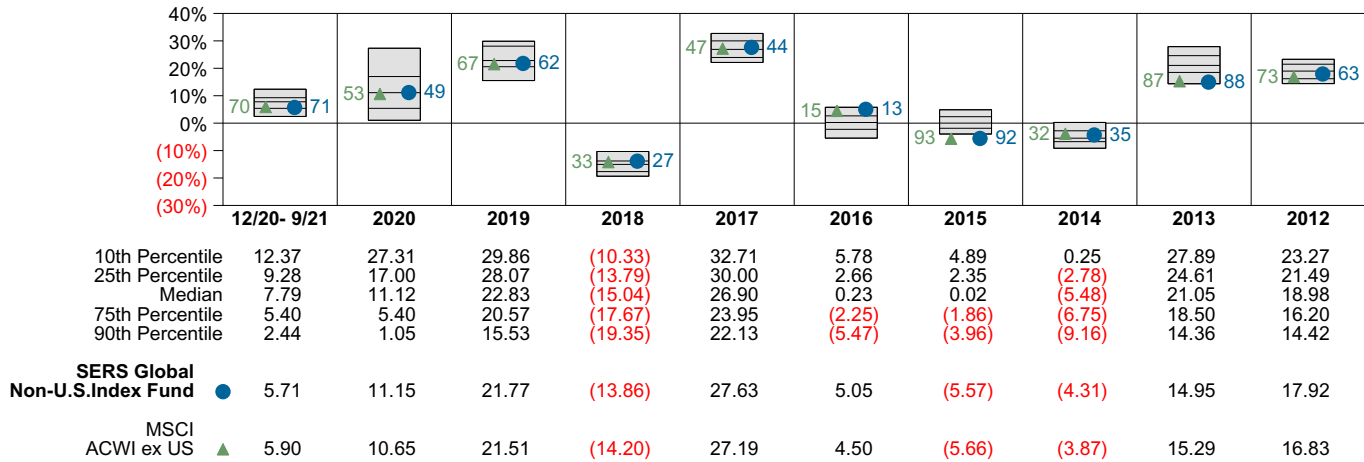 40%
30%
20%
10%
0%
(10%)
(20%)
(30%)
70 71
53 49
67 62
33 27
47 44
15 13
93 92
32 35
87 88
73 63
12/20- 9/21 2020 2019 2018 2017 2016 2015 2014 2013 2012
10th Percentile 12.37 27.31 29.86 (10.33) 32.71 5.78 4.89 0.25 27.89 23.27
25th Percentile 9.28 17.00 28.07 (13.79) 30.00 2.66 2.35 (2.78) 24.61 21.49
Median 7.79 11.12 22.83 (15.04) 26.90 0.23 0.02 (5.48) 21.05 18.98
75th Percentile 5.40 5.40 20.57 (17.67) 23.95 (2.25) (1.86) (6.75) 18.50 16.20
90th Percentile 2.44 1.05 15.53 (19.35) 22.13 (5.47) (3.96) (9.16) 14.36 14.42
SERS Global
Non-U.S.Index Fund 5.71 11.15 21.77 (13.86) 27.63 5.05 (5.57) (4.31) 14.95 17.92
MSCI
ACWI ex US 5.90 10.65 21.51 (14.20) 27.19 4.50 (5.66) (3.87) 15.29 16.83